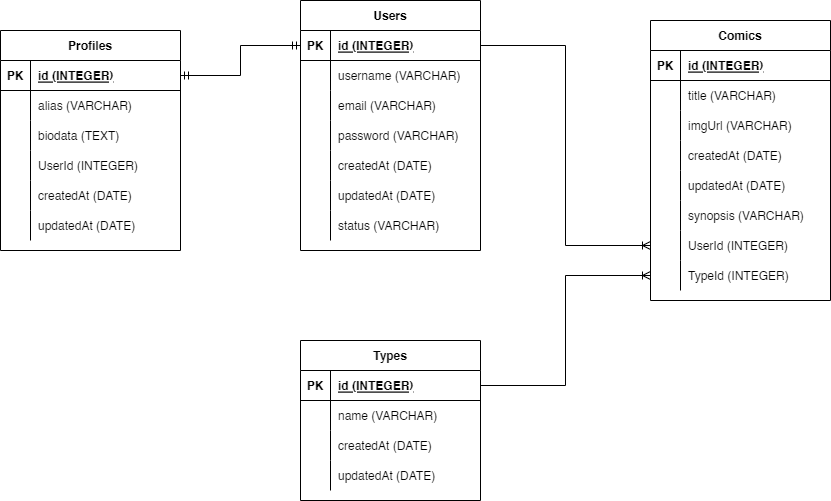 Profiles
PK id (INTEGER)
alias (VARCHAR)
biodata (TEXT)
UserId (INTEGER)
createdAt (DATE)
updatedAt (DATE)
Users
PK id (INTEGER)
username (VARCHAR)
email (VARCHAR)
password (VARCHAR)
createdAt (DATE)
updatedAt (DATE)
status (VARCHAR)
Comics
PK id (INTEGER)
title (VARCHAR)
imgUrl (VARCHAR)
createdAt (DATE)
updatedAt (DATE)
synopsis (VARCHAR)
UserId (INTEGER)
TypeId (INTEGER)
Types
PK id (INTEGER)
name (VARCHAR)
createdAt (DATE)
updatedAt (DATE)